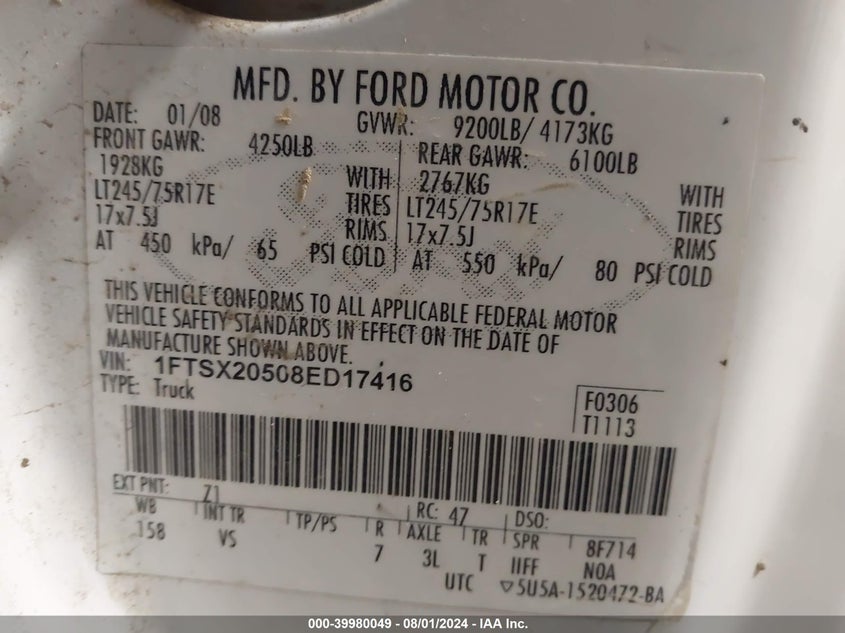 MFD. BY FORD MOTOR CO.
DATE: 01/08 GVWR: 9200LB/ 4173KG
FRONT GAWR: 4250LB REAR GAWR: 6100LB
1928KG WITH 2767KG WITH
LT245/75R17E TIRES LT245/75R17E TIRES
17x7.5J RIMS 17x7.5J RIMS
AT 450 kPa/ 65 PSI COLD AT 550 kPa/ 80 PSI COLD
THIS VEHICLE CONFORMS TO ALL APPLICABLE FEDERAL MOTOR
VEHICLE SAFETY STANDARDS IN EFFECT ON THE DATE OF
MANUFACTURE SHOWN ABOVE.
VIN: 1FTSX20508ED17416
TYPE: Truck F0306
T1113
EXT PNT: Z1 RC: 47 DSO:
WB INT TR TP/PS R AXLE TR SPR 8F714
158 VS 7 3L T IIFF NOA
UTC ▽5U5A-1520472-BA
000-39980049 - 08/01/2024 - IAA Inc.